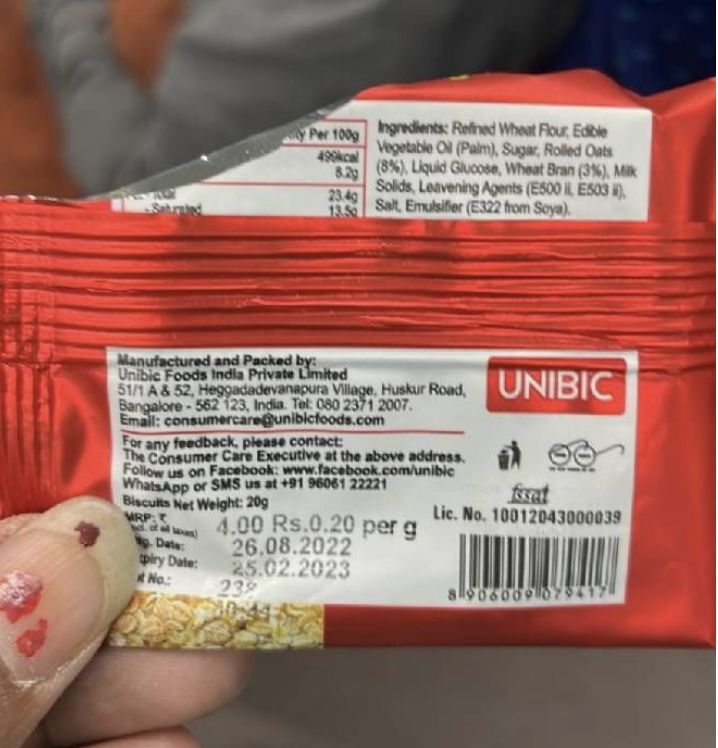 Per 100g
499kcal
8.2g
23.4g
- Saturated 13.5g
Ingredients: Refined Wheat Flour, Edible
Vegetable Oil (Palm), Sugar, Rolled Oats
(8%), Liquid Glucose, Wheat Bran (3%), Milk
Solids, Leavening Agents (E500 ii, E503 ii),
Salt, Emulsifier (E322 from Soya).
Manufactured and Packed by:
Unibic Foods India Private Limited
51/1 A & 52, Heggadadevanapura Village, Huskur Road,
Bangalore - 562 123, India. Tel: 080 2371 2007.
Email: consumercare@unibicfoods.com
For any feedback, please contact:
The Consumer Care Executive at the above address.
Follow us on Facebook: www.facebook.com/unibic
WhatsApp or SMS us at +91 96061 22221
Biscuits Net Weight: 20g
MRP: ₹ 4.00 Rs.0.20 per g
Date: 26.08.2022
Date: 25.02.2023
No.:
UNIBIC
fssai
Lic. No. 10012043000039
8 906009 079417